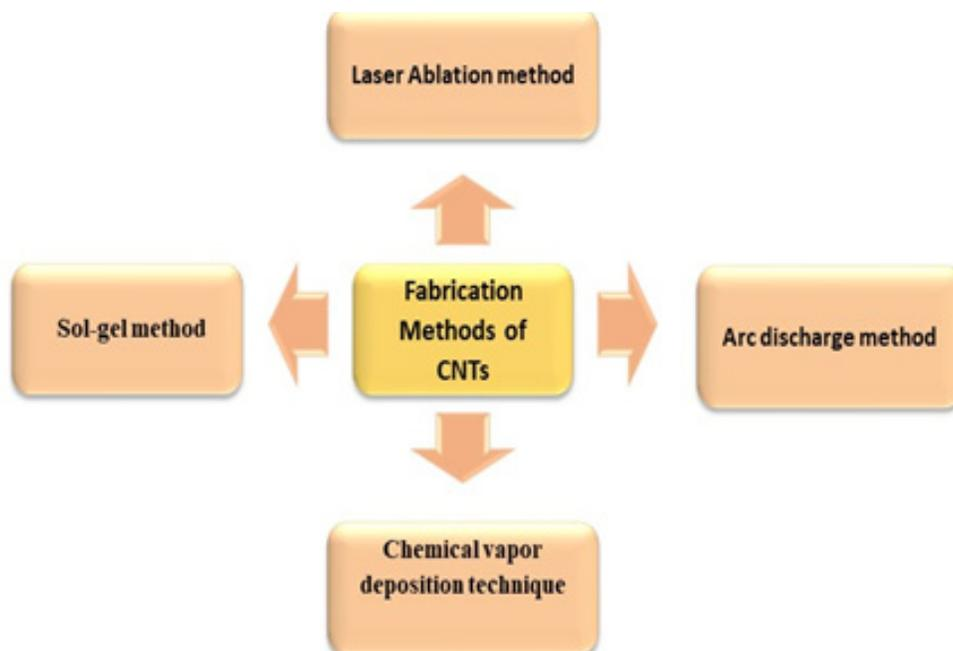 Laser Ablation method
Sol-gel method
Fabrication
Methods of
CNTs
Arc discharge method
Chemical vapor
deposition technique